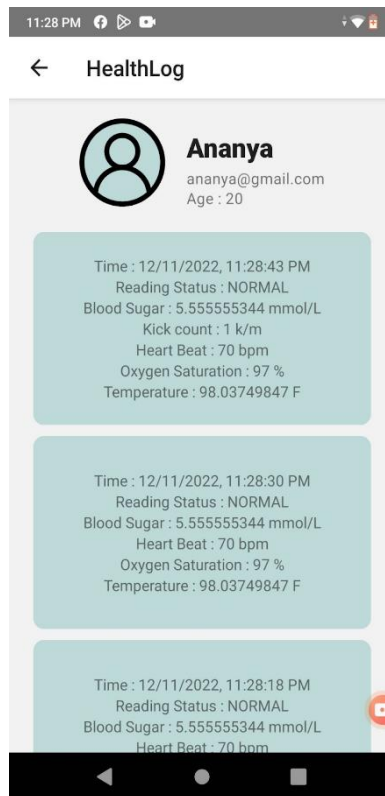 11:28 PM
HealthLog
Ananya
ananya@gmail.com
Age : 20
Time : 12/11/2022, 11:28:43 PM
Reading Status : NORMAL
Blood Sugar : 5.555555344 mmol/L
Kick count : 1 k/m
Heart Beat : 70 bpm
Oxygen Saturation : 97 %
Temperature : 98.03749847 F
Time : 12/11/2022, 11:28:30 PM
Reading Status : NORMAL
Blood Sugar : 5.555555344 mmol/L
Heart Beat : 70 bpm
Oxygen Saturation : 97 %
Temperature : 98.03749847 F
Time : 12/11/2022, 11:28:18 PM
Reading Status : NORMAL
Blood Sugar : 5.555555344 mmol/L
Heart Beat : 70 bpm